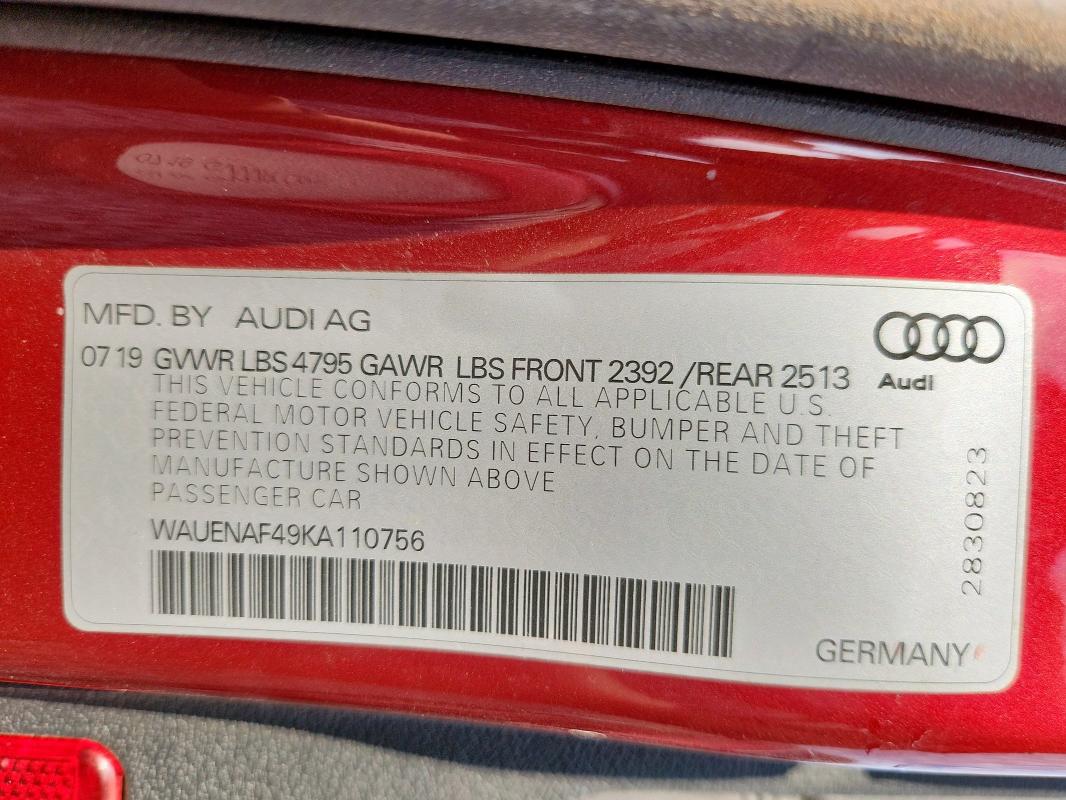 MFD. BY AUDI AG
07 19 GVWR LBS 4795 GAWR LBS FRONT 2392 /REAR 2513
Audi
THIS VEHICLE CONFORMS TO ALL APPLICABLE U.S.
FEDERAL MOTOR VEHICLE SAFETY, BUMPER AND THEFT
PREVENTION STANDARDS IN EFFECT ON THE DATE OF
MANUFACTURE SHOWN ABOVE
PASSENGER CAR
WAUENAF49KA110756
2830823
GERMANY